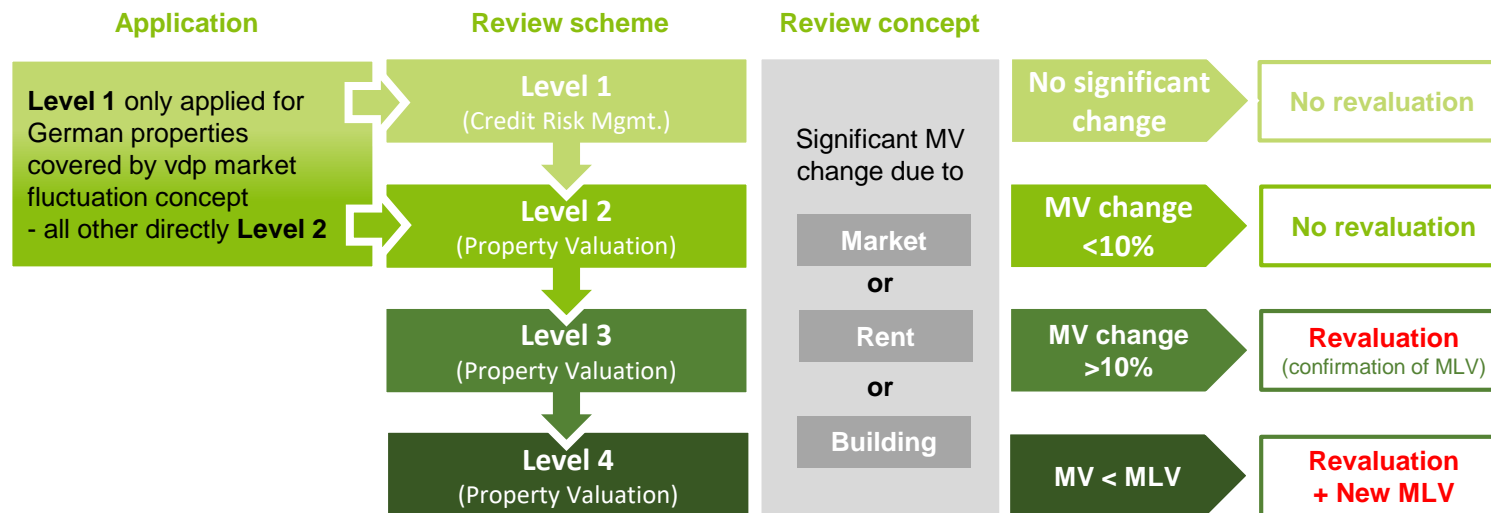 Application
Review scheme
Review concept
Level 1 only applied for
German properties
covered by vdp market
fluctuation concept
- all other directly Level 2
Level 1
(Credit Risk Mgmt.)
Level 2
(Property Valuation)
Level 3
(Property Valuation)
Level 4
(Property Valuation)
Significant MV
change due to
Market
or
Rent
or
Building
No significant
change
No revaluation
MV change
<10%
No revaluation
MV change
>10%
Revaluation
(confirmation of MLV)
MV < MLV
Revaluation
+ New MLV